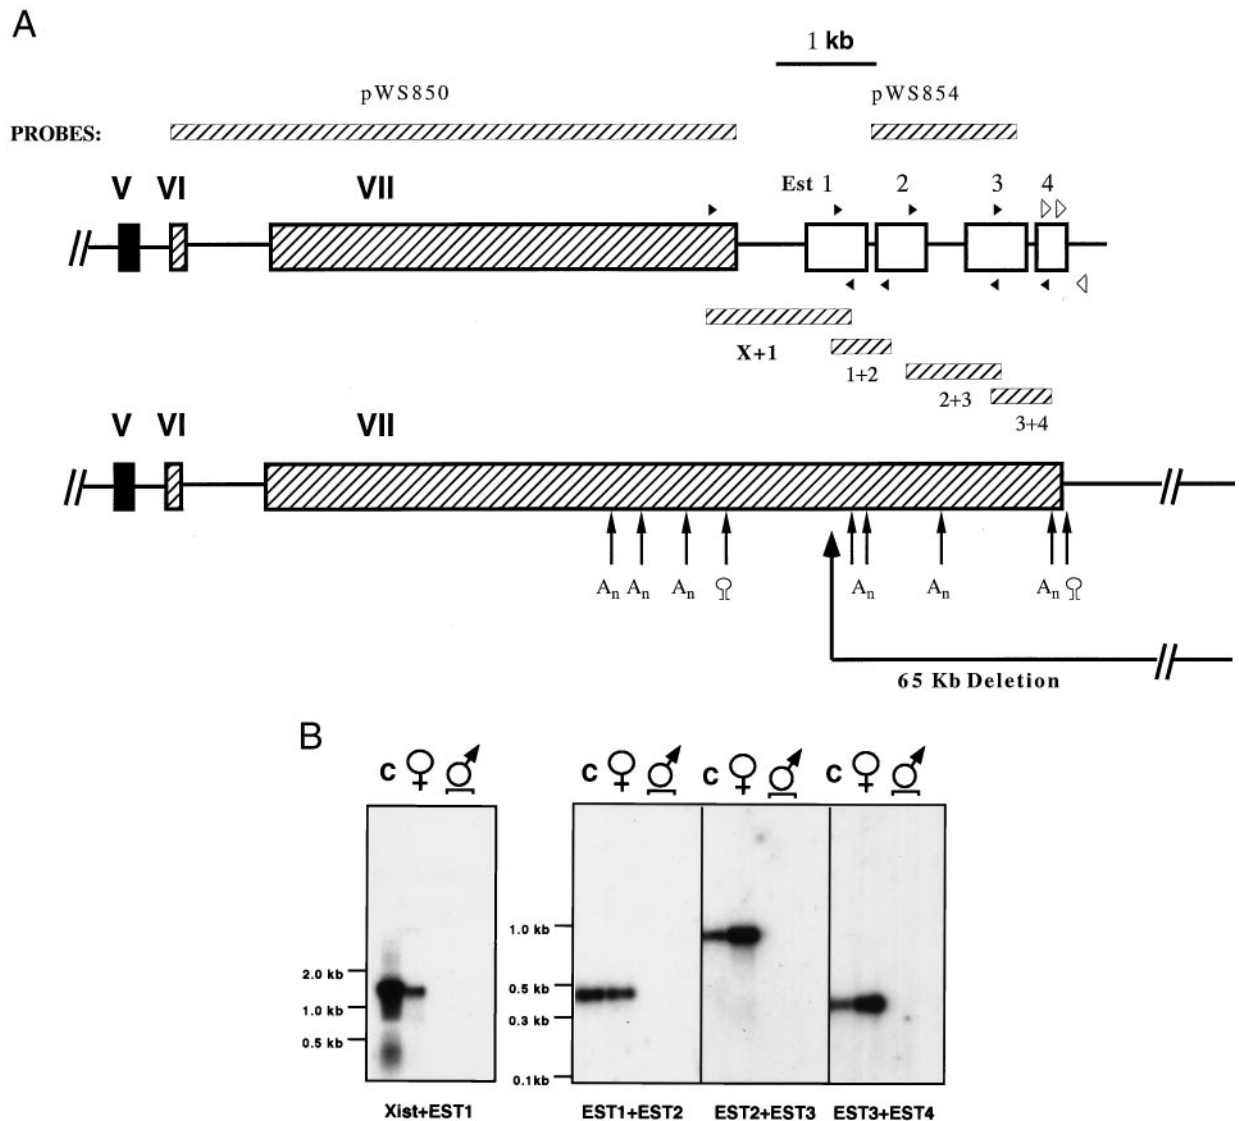 A
1 kb
pWS850 pWS854
PROBES:
V VI VII Est 1 2 3 4
X+1
1+2
2+3
3+4
V VI VII
An An An An An An
65 Kb Deletion
B
C ♀ ♂ C ♀ ♂ C ♀ ♂ C ♀ ♂
2.0 kb
1.0 kb
0.5 kb
1.0 kb
0.5 kb
0.3 kb
0.1kb
Xist+EST1 EST1+EST2 EST2+EST3 EST3+EST4